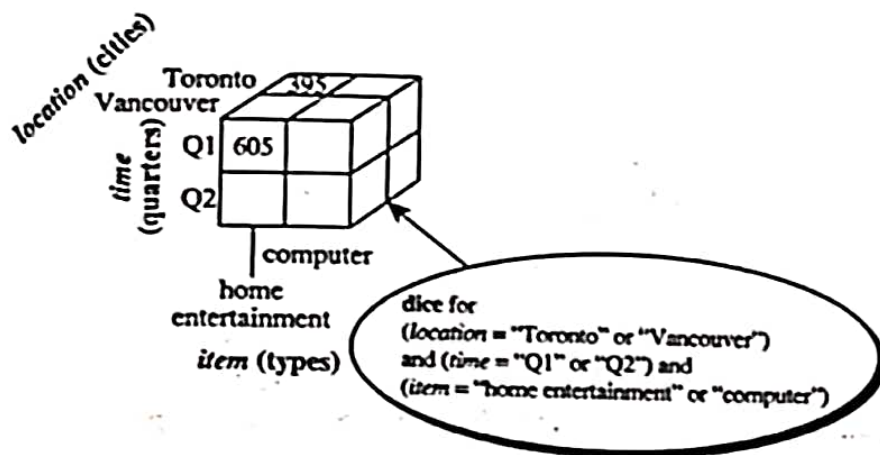 location (cities)
Toronto
395
Vancouver
time
(quarters)
Q1
605
Q2
computer
home
entertainment
item (types)
dice for
(location = "Toronto" or "Vancouver")
and (time = "Q1" or "Q2") and
(item = "home entertainment" or "computer")